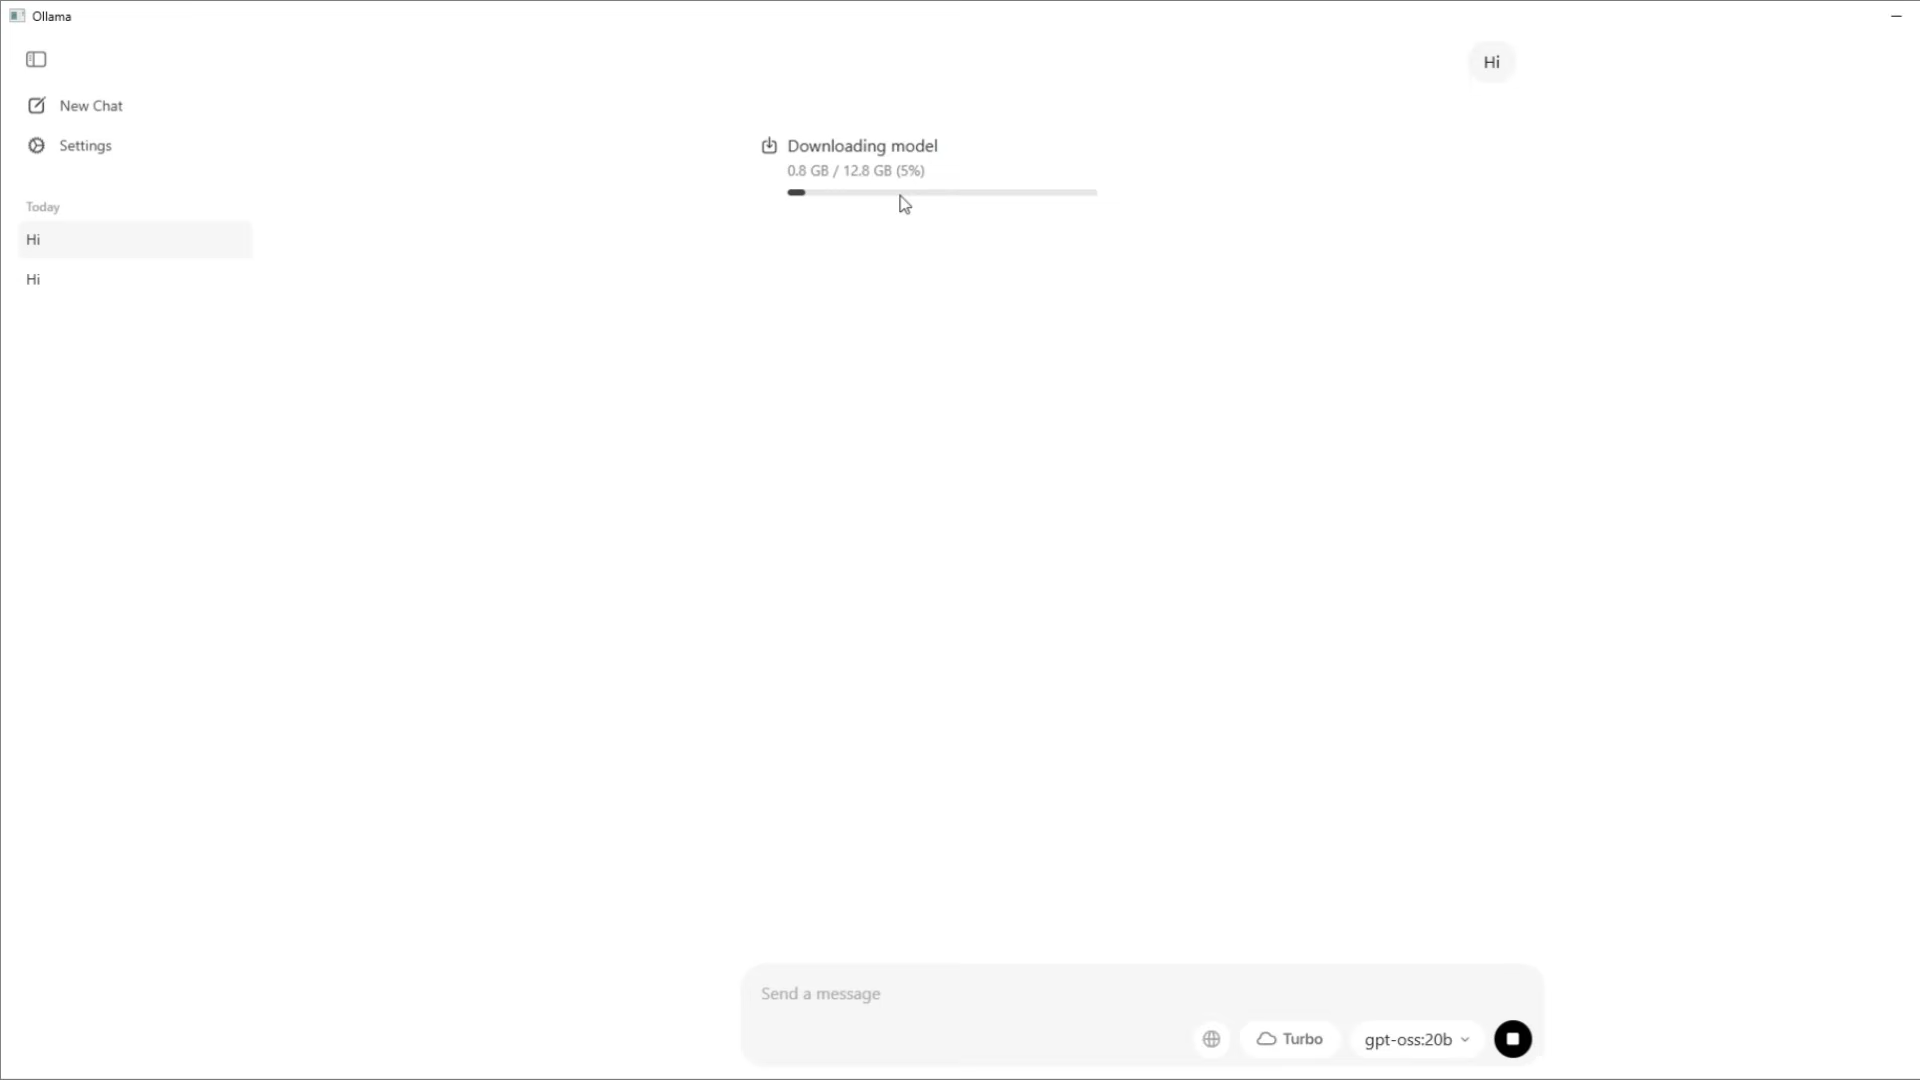 Ollama
New Chat
Settings
Today
Hi
Hi
Hi
Downloading model
0.8 GB / 12.8 GB (5%)
Send a message
Turbo
gpt-oss:20b